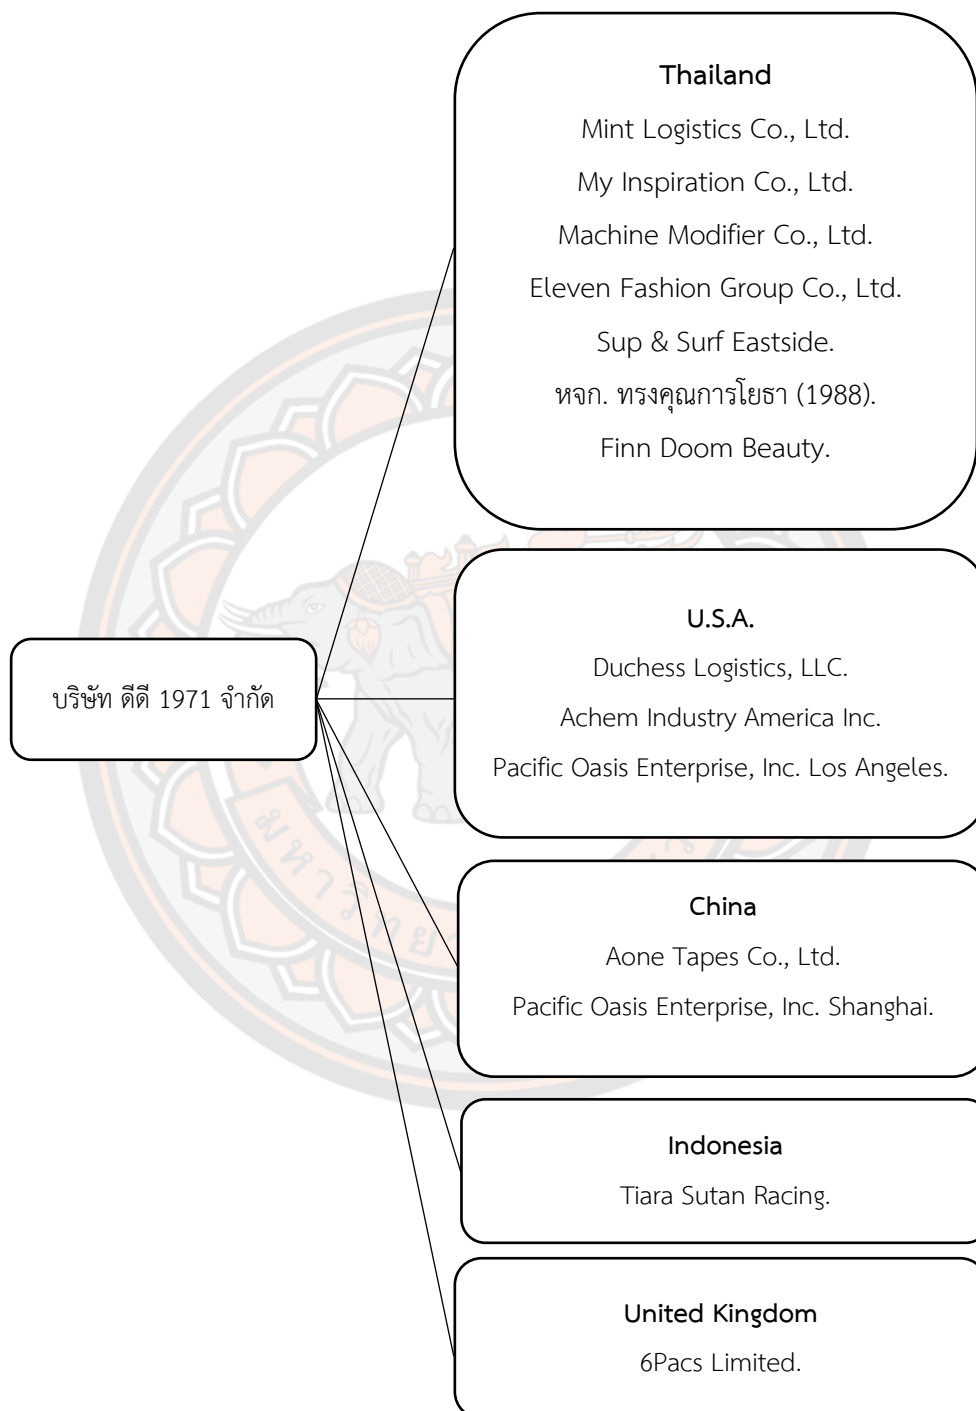 Thailand
Mint Logistics Co., Ltd.
My Inspiration Co., Ltd.
Machine Modifier Co., Ltd.
Eleven Fashion Group Co., Ltd.
Sup & Surf Eastside.
หจก. ทรงคุณการโยธา (1988).
Finn Doom Beauty.
U.S.A.
Duchess Logistics, LLC.
Achem Industry America Inc.
Pacific Oasis Enterprise, Inc. Los Angeles.
บริษัท ดีดี 1971 จำกัด
China
Aone Tapes Co., Ltd.
Pacific Oasis Enterprise, Inc. Shanghai.
Indonesia
Tiara Sutan Racing.
United Kingdom
6Pacs Limited.